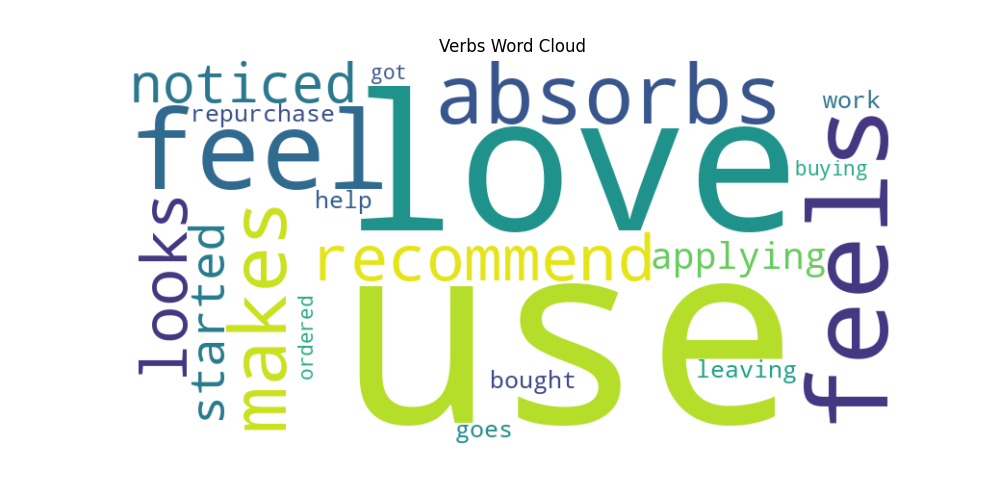 Verbs Word Cloud
noticed
got
absorbs
work
repurchase
feel
love
buying
feels
help
looks
started
makes
recommend
applying
ordered
use
bought
leaving
goes